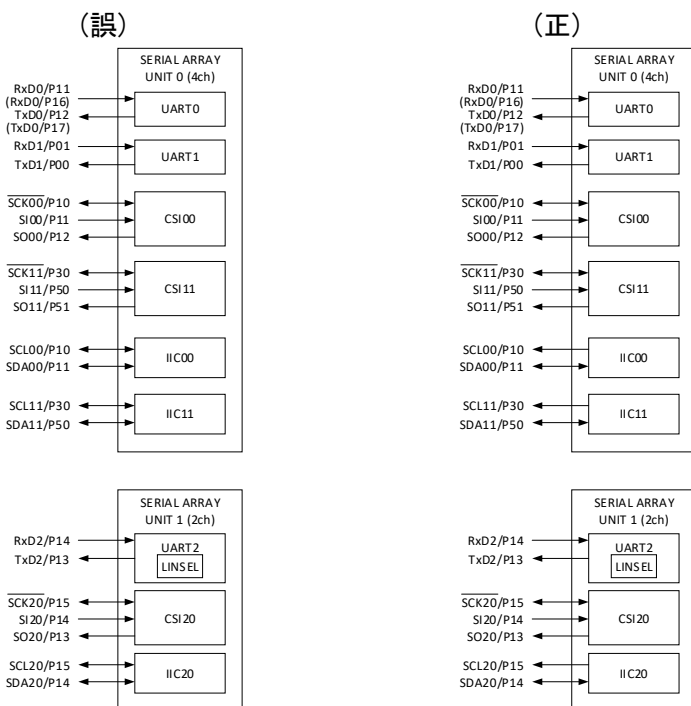 (誤)
SERIAL ARRAY
UNIT 0 (4ch)
RxD0/P11
(RxD0/P16)
TxD0/P12
(TxD0/P17)
UART0
RxD1/P01
TxD1/P00
UART1
SCK00/P10
SI00/P11
SO00/P12
CSI00
SCK11/P30
SI11/P50
SO11/P51
CSI11
SCL00/P10
SDA00/P11
IIC00
SCL11/P30
SDA11/P50
IIC11
SERIAL ARRAY
UNIT 1 (2ch)
RxD2/P14
TxD2/P13
UART2
LINSEL
SCK20/P15
SI20/P14
SO20/P13
CSI20
SCL20/P15
SDA20/P14
IIC20
(正)
SERIAL ARRAY
UNIT 0 (4ch)
RxD0/P11
(RxD0/P16)
TxD0/P12
(TxD0/P17)
UART0
RxD1/P01
TxD1/P00
UART1
SCK00/P10
SI00/P11
SO00/P12
CSI00
SCK11/P30
SI11/P50
SO11/P51
CSI11
SCL00/P10
SDA00/P11
IIC00
SCL11/P30
SDA11/P50
IIC11
SERIAL ARRAY
UNIT 1 (2ch)
RxD2/P14
TxD2/P13
UART2
LINSEL
SCK20/P15
SI20/P14
SO20/P13
CSI20
SCL20/P15
SDA20/P14
IIC20